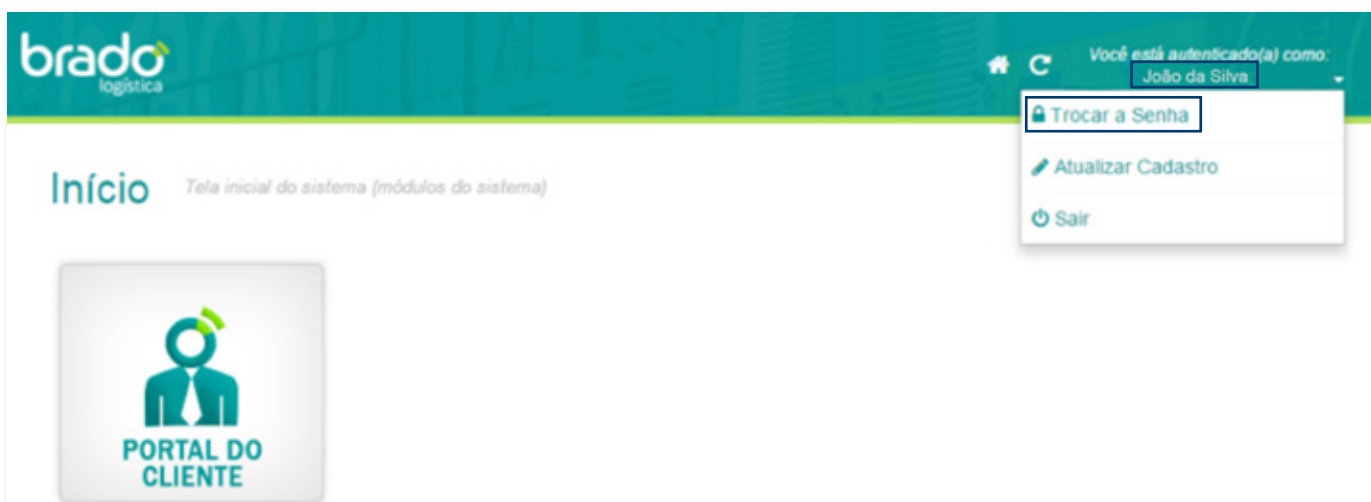 brado
logística
Você está autenticado(a) como:
João da Silva
Trocar a Senha
Atualizar Cadastro
Sair
Início
Tela inicial do sistema (módulos do sistema)
PORTAL DO
CLIENTE